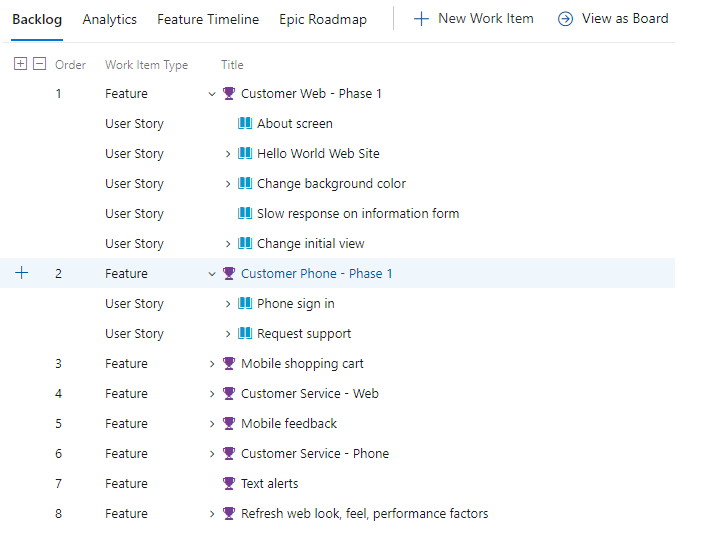 Backlog Analytics Feature Timeline Epic Roadmap New Work Item View as Board
Order Work Item Type Title
1 Feature Customer Web - Phase 1
User Story About screen
User Story Hello World Web Site
User Story Change background color
User Story Slow response on information form
User Story Change initial view
2 Feature Customer Phone - Phase 1
User Story Phone sign in
User Story Request support
3 Feature Mobile shopping cart
4 Feature Customer Service - Web
5 Feature Mobile feedback
6 Feature Customer Service - Phone
7 Feature Text alerts
8 Feature Refresh web look, feel, performance factors